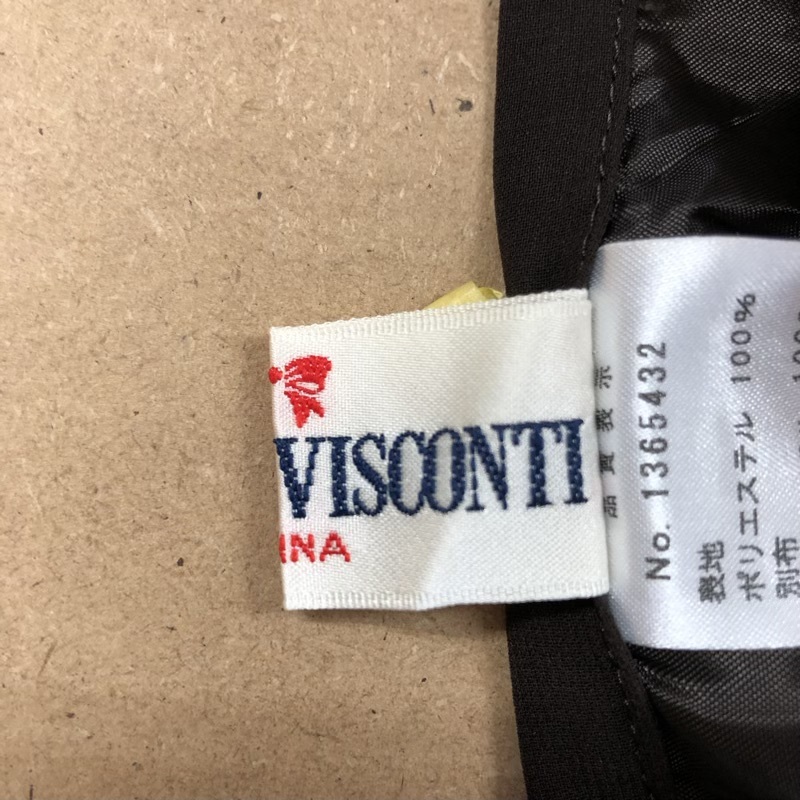 VISCONTI
INA
品質表示
No. 1365432
表地
ポリエステル 100%
別布